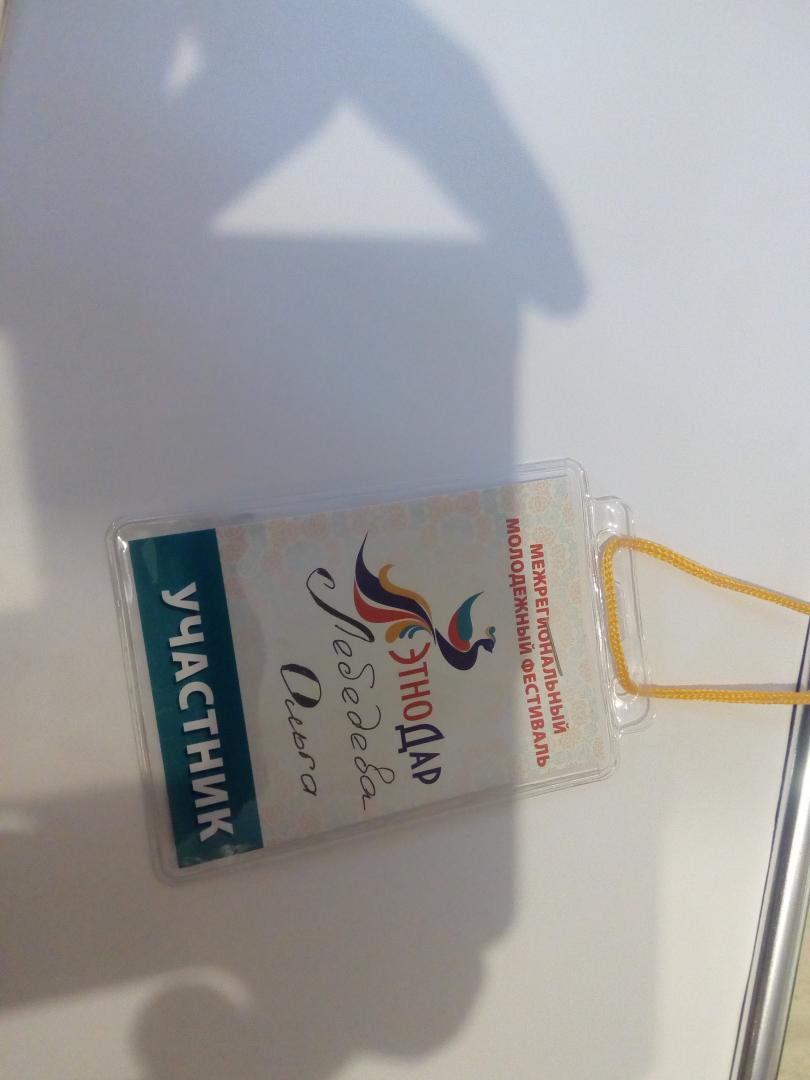 МЕЖРЕГИОНАЛЬНЫЙ
МОЛОДЕЖНЫЙ ФЕСТИВАЛЬ
ЭТНОДАР
Лебедева
Ольга
УЧАСТНИК